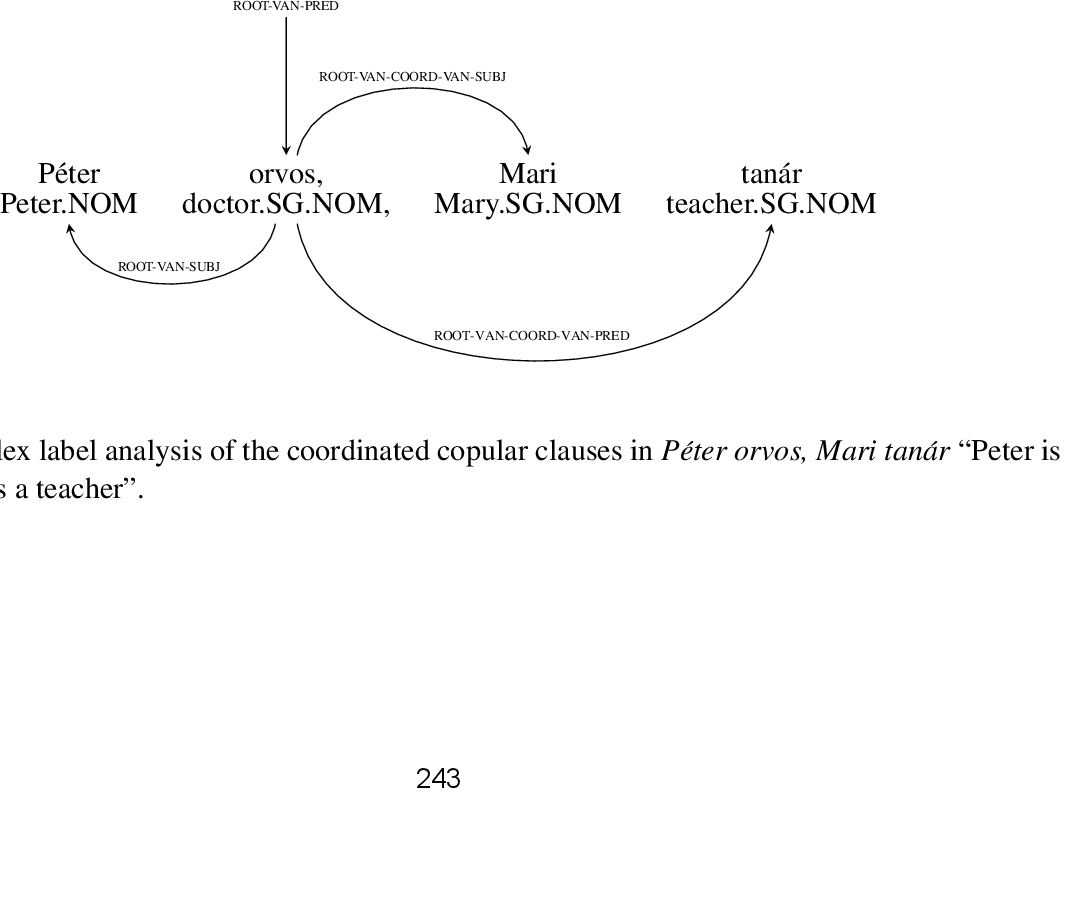 ROOT-VAN-PRED
ROOT-VAN-COORD-VAN-SUBJ
Péter orvos, Mari tanár
Peter.NOM doctor.SG.NOM, Mary.SG.NOM teacher.SG.NOM
ROOT-VAN-SUBJ
ROOT-VAN-COORD-VAN-PRED
lex label analysis of the coordinated copular clauses in Péter orvos, Mari tanár “Peter is
s a teacher”.
243